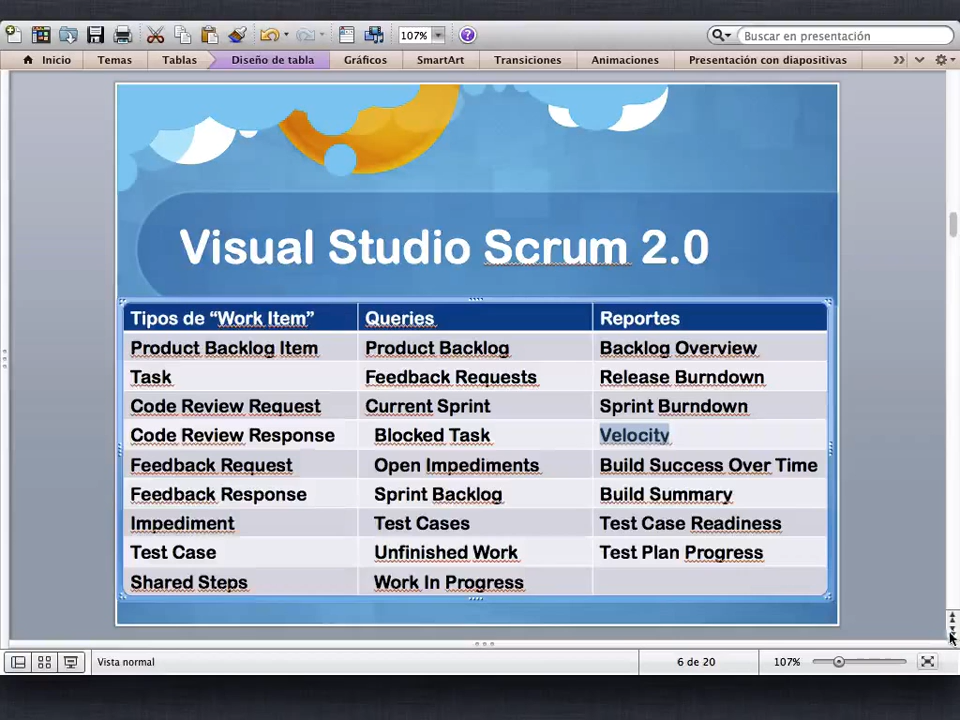 107%
Buscar en presentación
Inicio Temas Tablas Diseño de tabla Gráficos SmartArt Transiciones Animaciones Presentación con diapositivas
Visual Studio Scrum 2.0
Tipos de “Work Item” Queries Reportes
Product Backlog Item Product Backlog Backlog Overview
Task Feedback Requests Release Burndown
Code Review Request Current Sprint Sprint Burndown
Code Review Response Blocked Task Velocity
Feedback Request Open Impediments Build Success Over Time
Feedback Response Sprint Backlog Build Summary
Impediment Test Cases Test Case Readiness
Test Case Unfinished Work Test Plan Progress
Shared Steps Work In Progress
Vista normal 6 de 20 107%